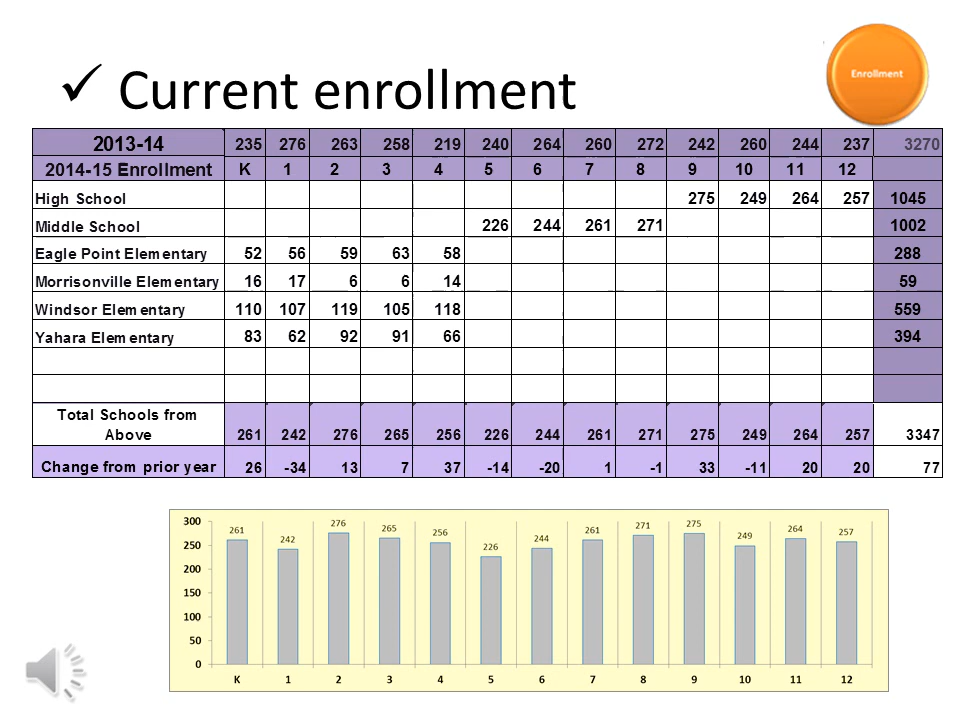 ✓ Current enrollment
Enrollment
2013-14 235 276 263 258 219 240 264 260 272 242 260 244 237 3270
2014-15 Enrollment K 1 2 3 4 5 6 7 8 9 10 11 12
High School 275 249 264 257 1045
Middle School 226 244 261 271 1002
Eagle Point Elementary 52 56 59 63 58 288
Morrisonville Elementary 16 17 6 6 14 59
Windsor Elementary 110 107 119 105 118 559
Yahara Elementary 83 62 92 91 66 394
Total Schools from
Above 261 242 276 265 256 226 244 261 271 275 249 264 257 3347
Change from prior year 26 -34 13 7 37 -14 -20 1 -1 33 -11 20 20 77
300
250
200
150
100
50
0
261 242 276 265 256 226 244 261 271 275 249 264 257
K 1 2 3 4 5 6 7 8 9 10 11 12